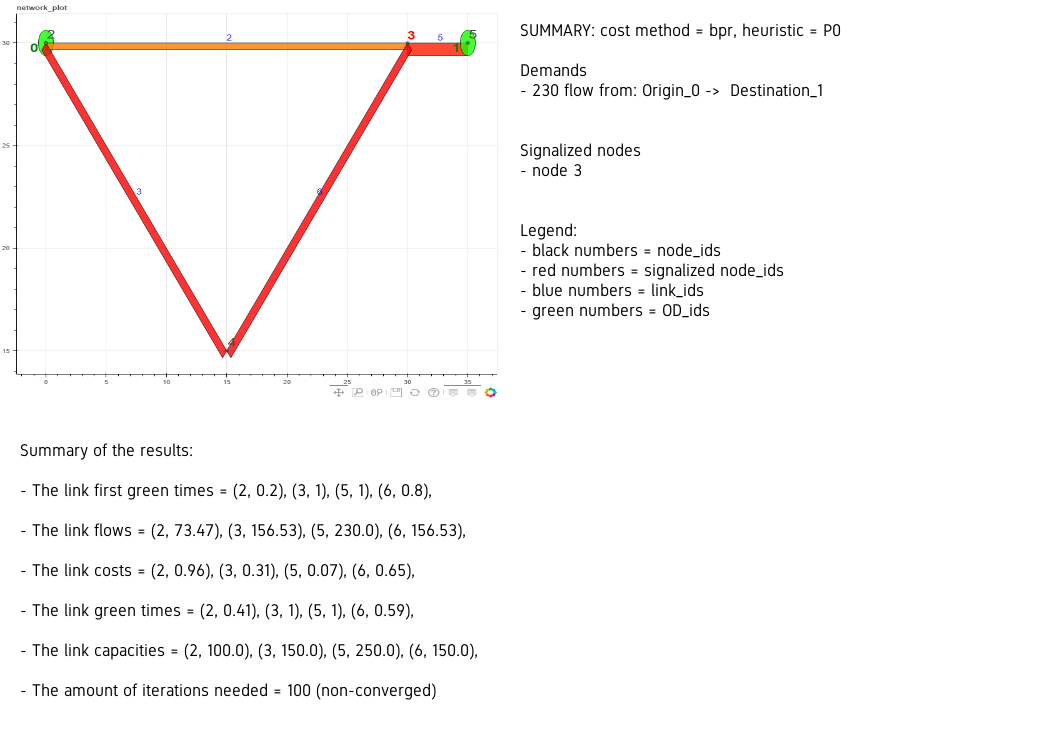 network_plot
30
25
20
15
0
5
10
15
20
25
30
35
0
2
2
3
5
1
5
3
6
4
SUMMARY: cost method = bpr, heuristic = P0
Demands
- 230 flow from: Origin_0 -> Destination_1
Signalized nodes
- node 3
Legend:
- black numbers = node_ids
- red numbers = signalized node_ids
- blue numbers = link_ids
- green numbers = OD_ids
Summary of the results:
- The link first green times = (2, 0.2), (3, 1), (5, 1), (6, 0.8),
- The link flows = (2, 73.47), (3, 156.53), (5, 230.0), (6, 156.53),
- The link costs = (2, 0.96), (3, 0.31), (5, 0.07), (6, 0.65),
- The link green times = (2, 0.41), (3, 1), (5, 1), (6, 0.59),
- The link capacities = (2, 100.0), (3, 150.0), (5, 250.0), (6, 150.0),
- The amount of iterations needed = 100 (non-converged)